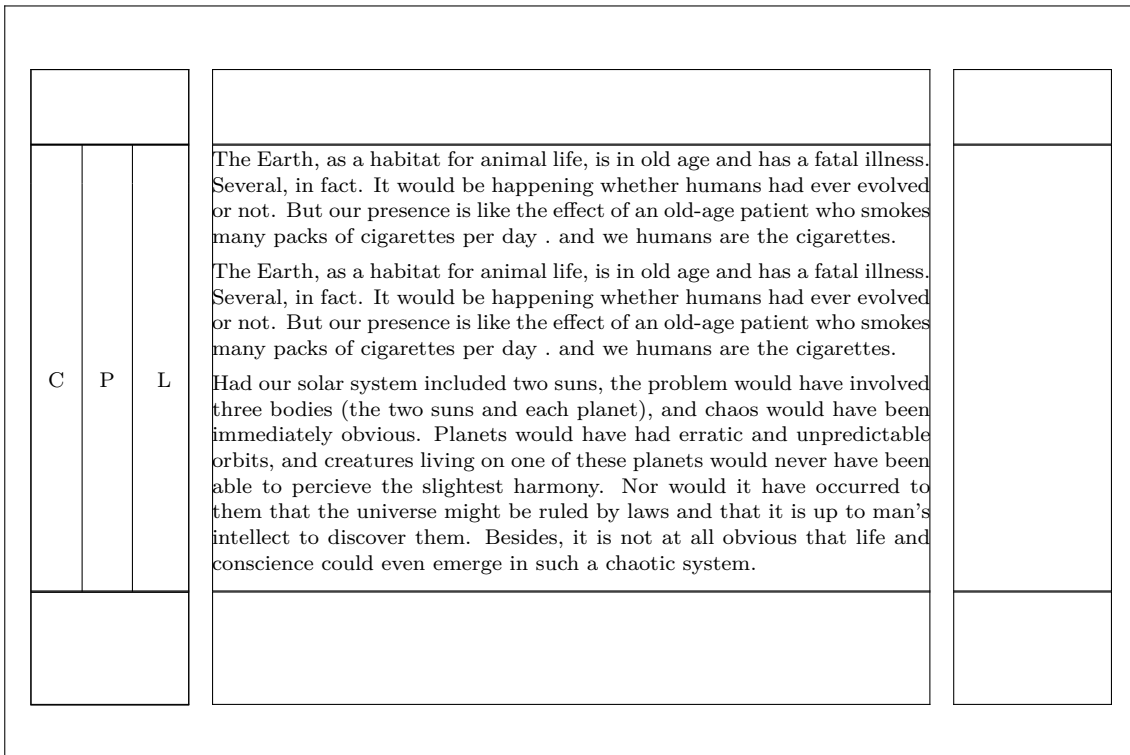 C P L
The Earth, as a habitat for animal life, is in old age and has a fatal illness.
Several, in fact. It would be happening whether humans had ever evolved
or not. But our presence is like the effect of an old-age patient who smokes
many packs of cigarettes per day . and we humans are the cigarettes.
The Earth, as a habitat for animal life, is in old age and has a fatal illness.
Several, in fact. It would be happening whether humans had ever evolved
or not. But our presence is like the effect of an old-age patient who smokes
many packs of cigarettes per day . and we humans are the cigarettes.
Had our solar system included two suns, the problem would have involved
three bodies (the two suns and each planet), and chaos would have been
immediately obvious. Planets would have had erratic and unpredictable
orbits, and creatures living on one of these planets would never have been
able to percieve the slightest harmony. Nor would it have occurred to
them that the universe might be ruled by laws and that it is up to man's
intellect to discover them. Besides, it is not at all obvious that life and
conscience could even emerge in such a chaotic system.